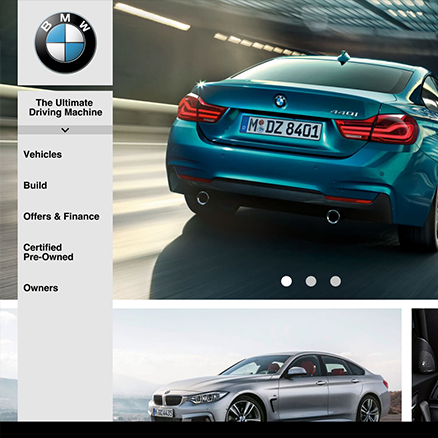 BMW
The Ultimate
Driving Machine
Vehicles
Build
Offers & Finance
Certified
Pre-Owned
Owners
440i
M DZ 8401